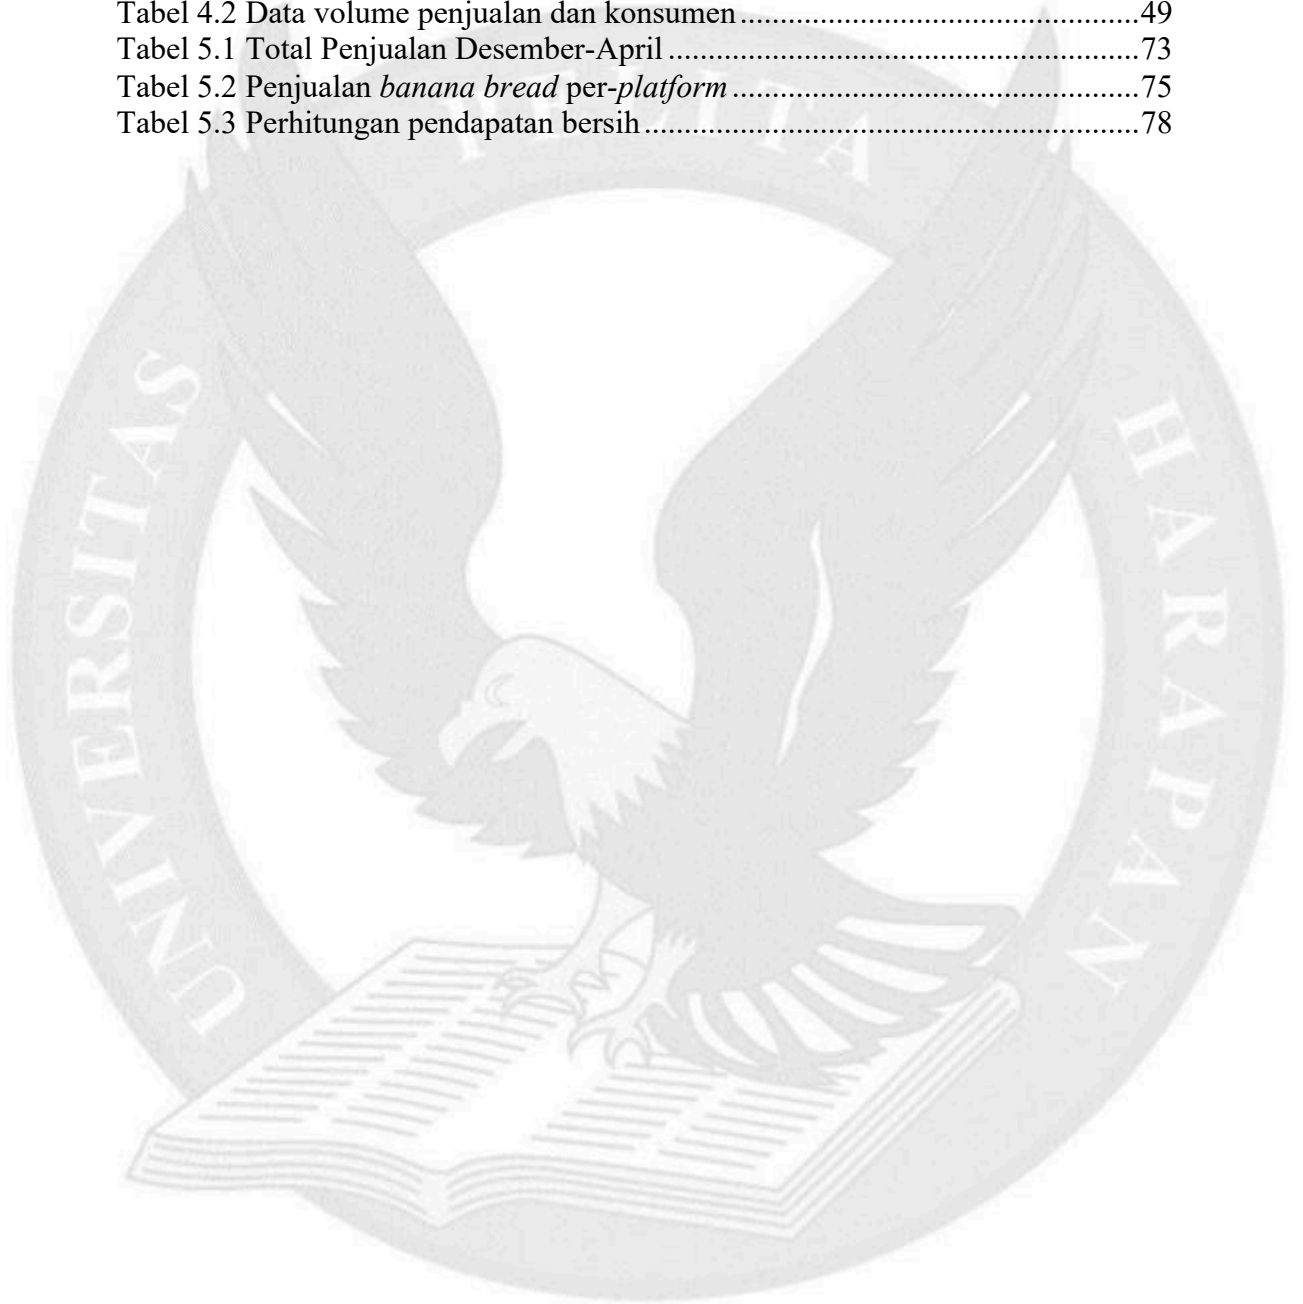 Tabel 4.2 Data volume penjualan dan konsumen................................................49
Tabel 5.1 Total Penjualan Desember-April.........................................................73
Tabel 5.2 Penjualan banana bread per-platform.................................................75
Tabel 5.3 Perhitungan pendapatan bersih............................................................78
PELITA
UNIVERSITAS
HARAPAN